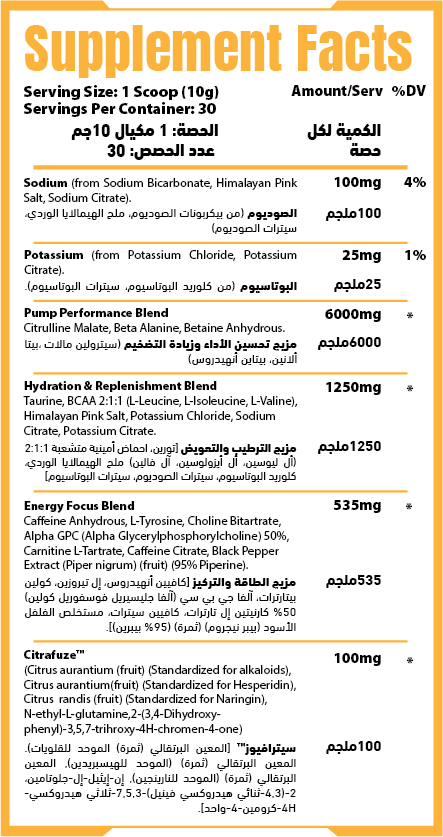 Supplement Facts
Serving Size: 1 Scoop (10g) Amount/Serv %DV
Servings Per Container: 30
الحصة: 1 مكيال 10جم الكمية لكل
عدد الحصص: 30 حصة
Sodium (from Sodium Bicarbonate, Himalayan Pink 100mg 4%
Salt, Sodium Citrate).
الصوديوم (من بيكربونات الصوديوم، ملح الهيمالايا الوردي، 100ملجم
سيترات الصوديوم)
Potassium (from Potassium Chloride, Potassium 25mg 1%
Citrate).
البوتاسيوم (من كلوريد البوتاسيوم، سيترات البوتاسيوم). 25ملجم
Pump Performance Blend 6000mg *
Citrulline Malate, Beta Alanine, Betaine Anhydrous.
مزيج تحسين الأداء وزيادة التضخيم (سيترولين مالات ،بيتا 6000ملجم
آلانين، بيتاين أنهيدروس)
Hydration & Replenishment Blend 1250mg *
Taurine, BCAA 2:1:1 (L-Leucine, L-Isoleucine, L-Valine),
Himalayan Pink Salt, Potassium Chloride, Sodium
Citrate, Potassium Citrate.
مزيج الترطيب والتعويض [تورين، احماض أمينية متشعبة 2:1:1 1250ملجم
(آل ليوسين، آل أيزولوسين، آل فالين) ملح الهيمالايا الوردي،
كلوريد البوتاسيوم، سيترات الصوديوم، سيترات البوتاسيوم]
Energy Focus Blend 535mg *
Caffeine Anhydrous, L-Tyrosine, Choline Bitartrate,
Alpha GPC (Alpha Glycerylphosphorylcholine) 50%,
Carnitine L-Tartrate, Caffeine Citrate, Black Pepper
Extract (Piper nigrum) (fruit) (95% Piperine).
مزيج الطاقة والتركيز [كافيين أنهيدروس، إل تيروزين، كولين 535ملجم
بيتارترات، آلفا جي بي سي (آلفا جليسيريل فوسفوريل كولين)
50% كارنيتين إل تارترات، كافيين سيترات، مستخلص الفلفل
الأسود (بيبر نيجروم) (ثمرة) (95% بيبرين)].
Citrafuze™ 100mg *
(Citrus aurantium (fruit) (Standardized for alkaloids),
Citrus aurantium(fruit) (Standardized for Hesperidin),
Citrus randis (fruit) (Standardized for Naringin),
N-ethyl-L-glutamine,2-(3,4-Dihydroxy-
phenyl)-3,5,7-trihroxy-4H-chromen-4-one)
سيترافيوز™ [المعين البرتقالي (ثمرة) الموحد للقلويات). 100ملجم
المعين البرتقالي (ثمرة) (الموحد للهيسبريدين)، المعين
البرتقالي (ثمرة) (الموحد للنارينجين)، إن-إيثيل-إل-جلوتامين،
2-(4،3-ثنائي هيدروكسي فينيل)-7،5،3-ثلاثي هيدروكسي-
4H-كرومين-4-واحد].